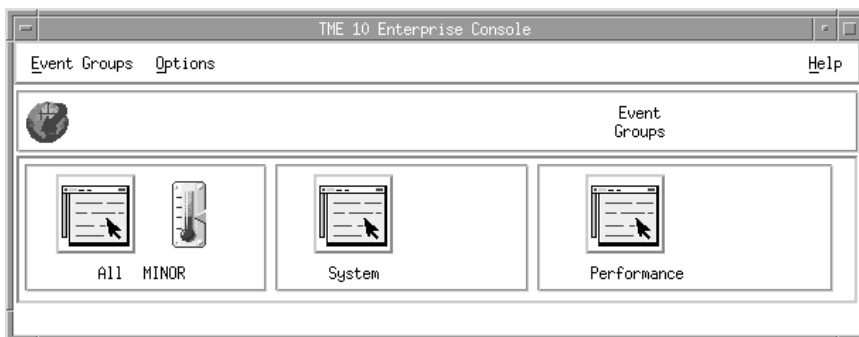 TME 10 Enterprise Console
Event Groups Options Help
Event
Groups
All MINOR System Performance